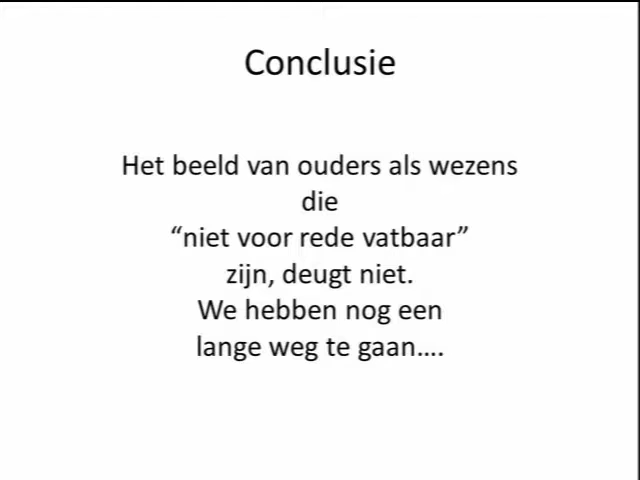 Conclusie
Het beeld van ouders als wezens
die
“niet voor rede vatbaar”
zijn, deugt niet.
We hebben nog een
lange weg te gaan….